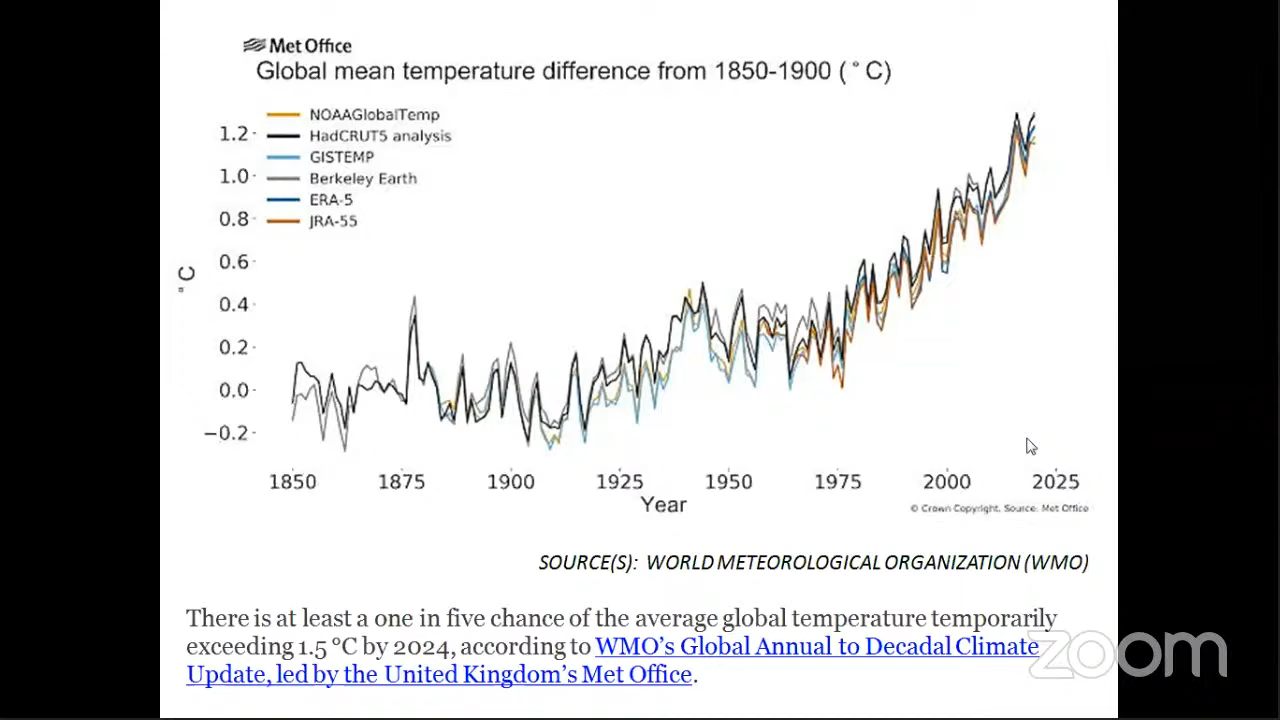 Met Office
Global mean temperature difference from 1850-1900 (°C)
NOAAGlobalTemp
HadCRUT5 analysis
GISTEMP
Berkeley Earth
ERA-5
JRA-55
1.2
1.0
0.8
0.6
0.4
0.2
0.0
−0.2
°C
1850 1875 1900 1925 1950 1975 2000 2025
Year
© Crown Copyright. Source: Met Office
SOURCE(S): WORLD METEOROLOGICAL ORGANIZATION (WMO)
There is at least a one in five chance of the average global temperature temporarily
exceeding 1.5 °C by 2024, according to WMO’s Global Annual to Decadal Climate
Update, led by the United Kingdom’s Met Office.
zoom